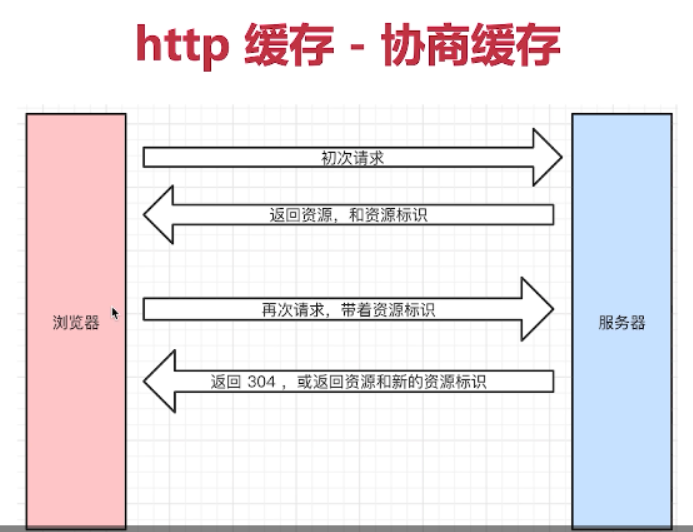 http 缓存 - 协商缓存
初次请求
返回资源，和资源标识
再次请求，带着资源标识
浏览器
服务器
返回 304 ，或返回资源和新的资源标识